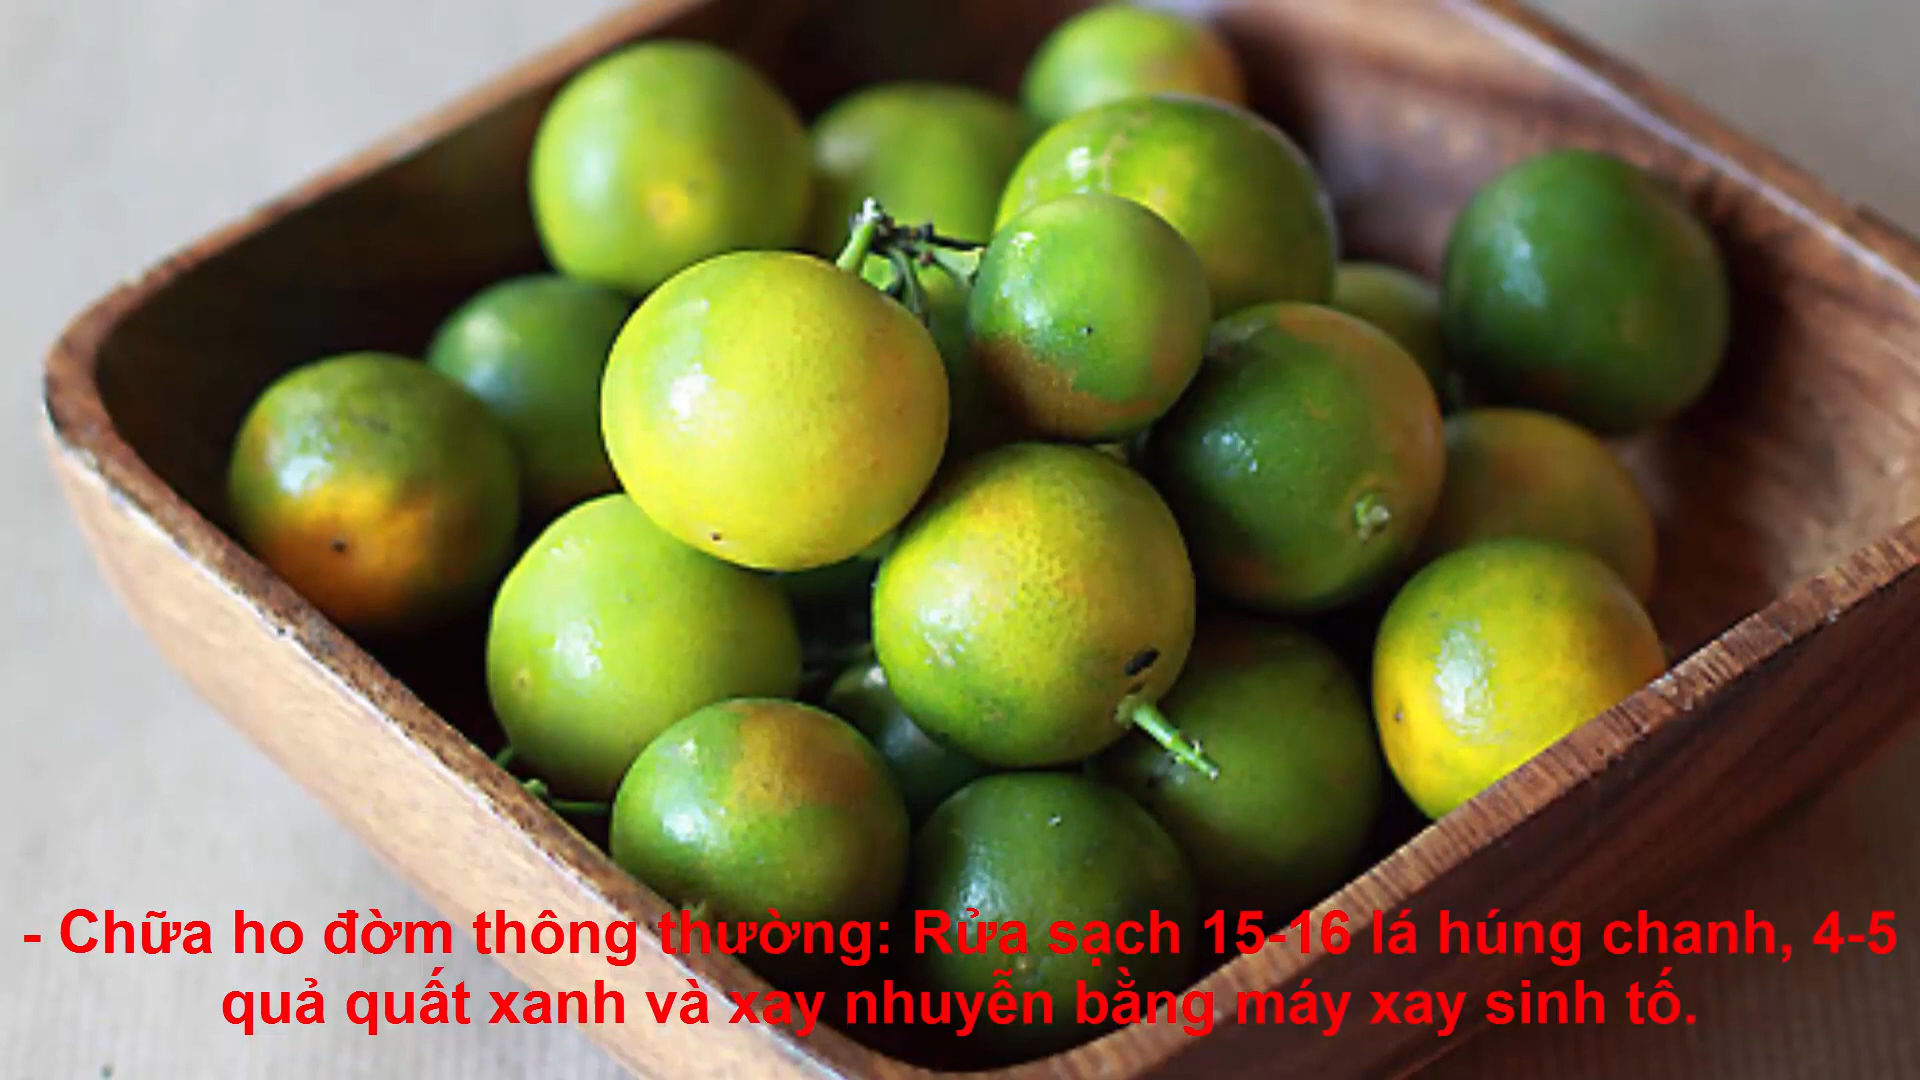 - Chữa ho đờm thông thường: Rửa sạch 15-16 lá húng chanh, 4-5
quả quất xanh và xay nhuyễn bằng máy xay sinh tố.